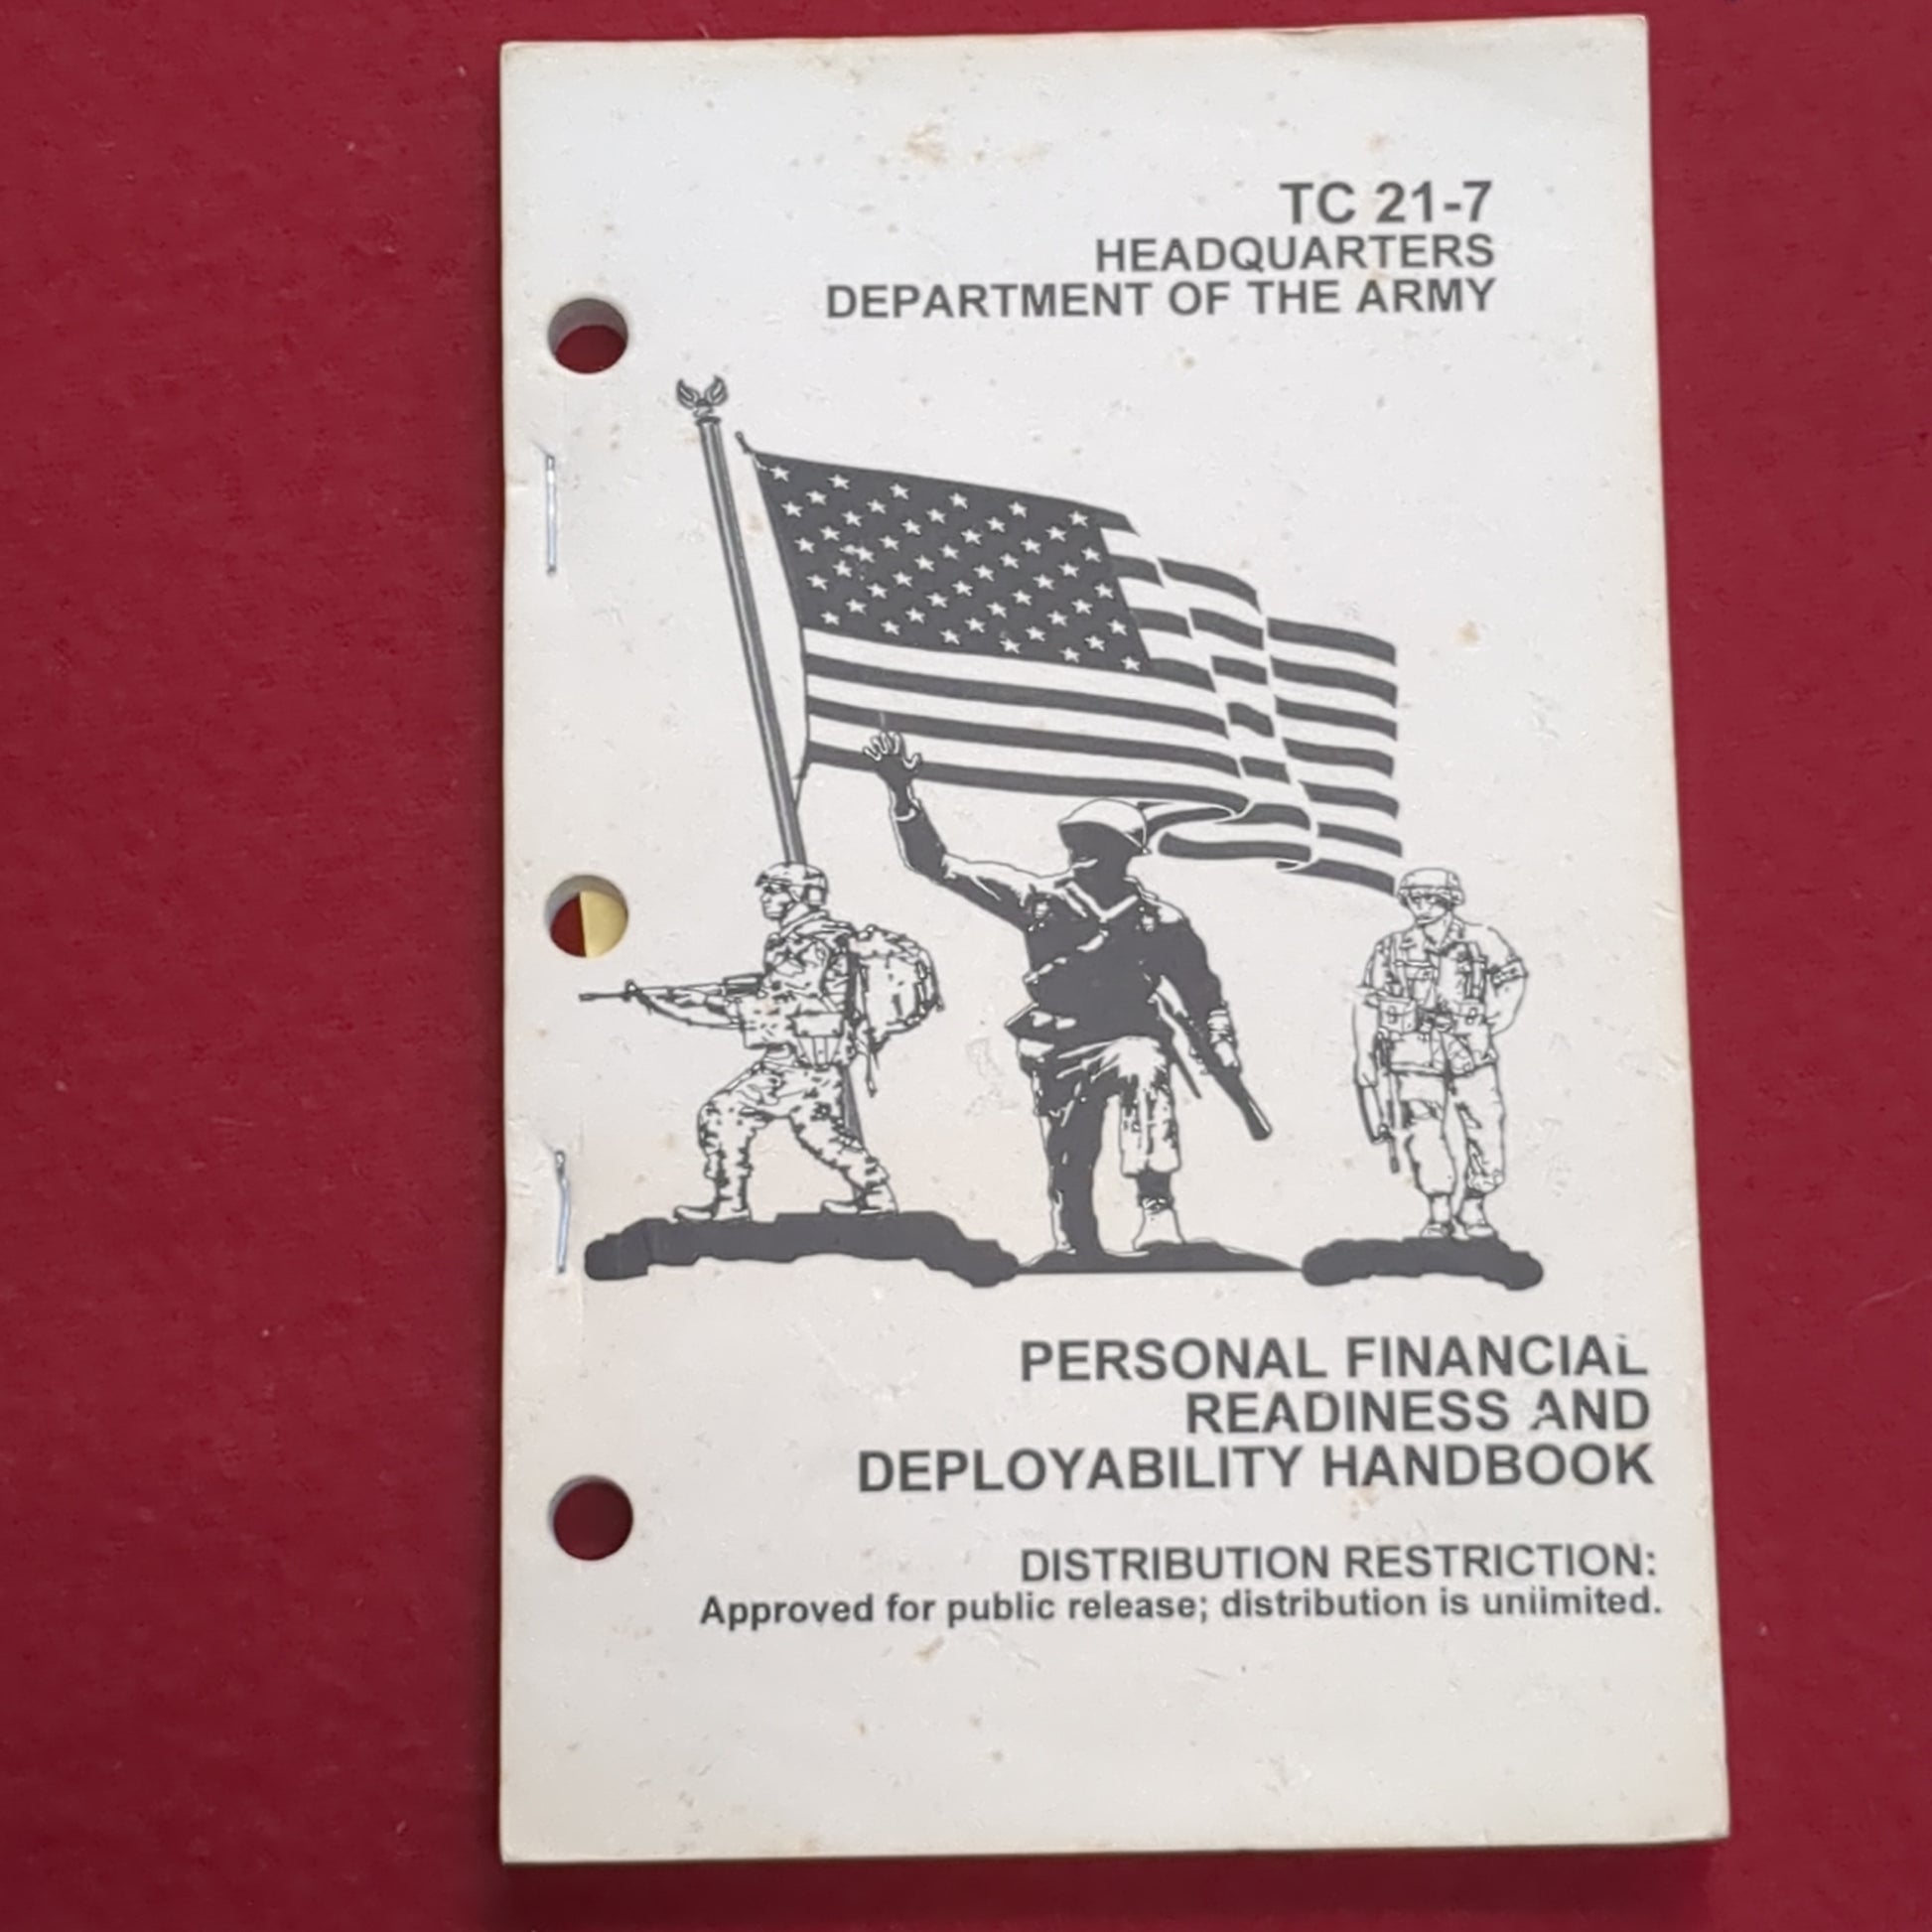 TC 21-7
HEADQUARTERS
DEPARTMENT OF THE ARMY
PERSONAL FINANCIAL
READINESS AND
DEPLOYABILITY HANDBOOK
DISTRIBUTION RESTRICTION:
Approved for public release; distribution is unlimited.